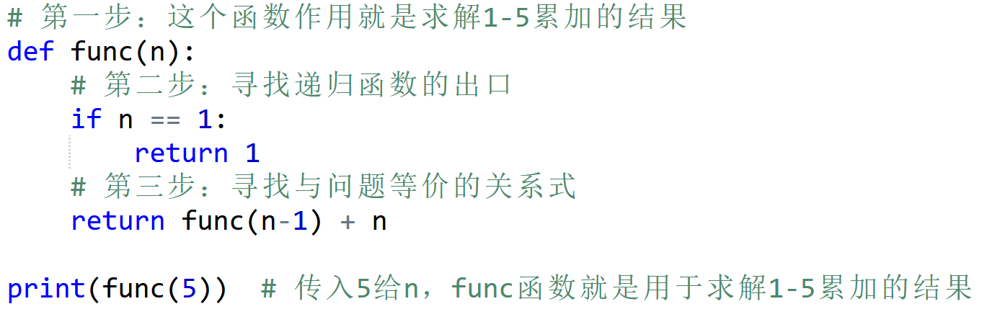 # 第一步：这个函数作用就是求解1-5累加的结果
def func(n):
    # 第二步：寻找递归函数的出口
    if n == 1:
        return 1
    # 第三步：寻找与问题等价的关系式
    return func(n-1) + n
print(func(5))  # 传入5给n，func函数就是用于求解1-5累加的结果